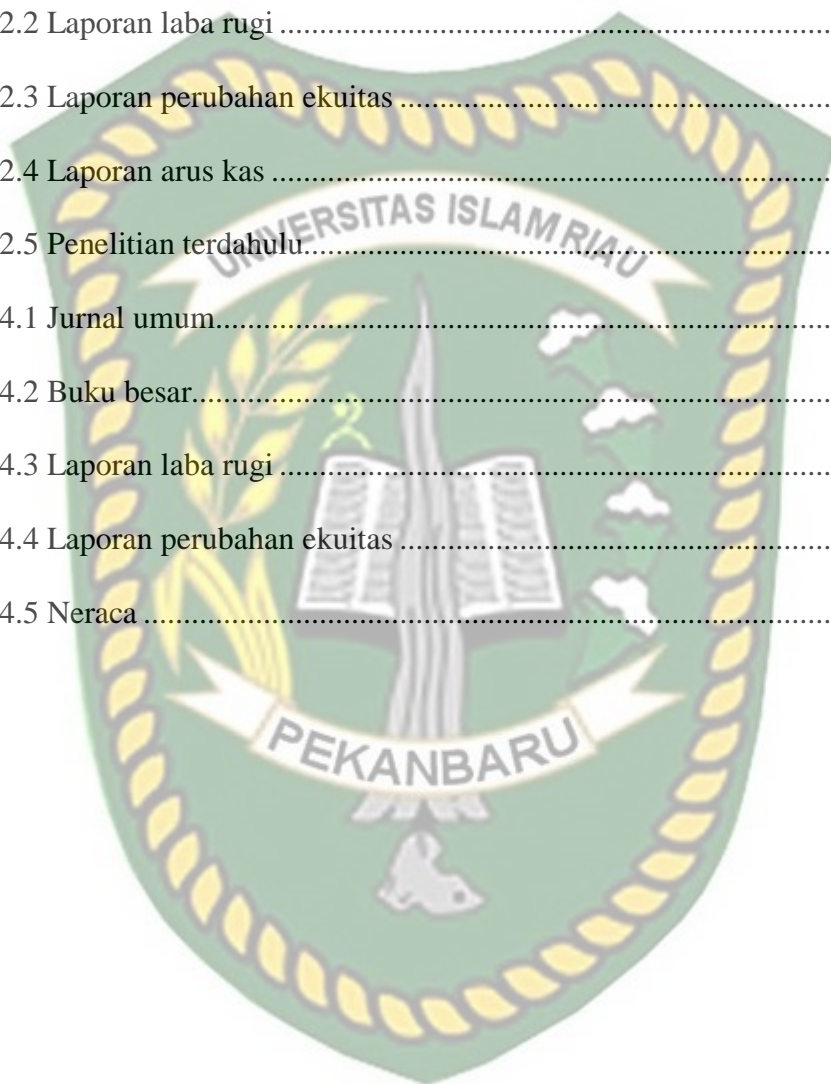 2.2 Laporan laba rugi ....................................................................
2.3 Laporan perubahan ekuitas .....................................................
2.4 Laporan arus kas .....................................................................
UNIVERSITAS ISLAM RIAU
2.5 Penelitian terdahulu.................................................................
4.1 Jurnal umum............................................................................
4.2 Buku besar...............................................................................
4.3 Laporan laba rugi ....................................................................
4.4 Laporan perubahan ekuitas .....................................................
4.5 Neraca .....................................................................................
PEKANBARU